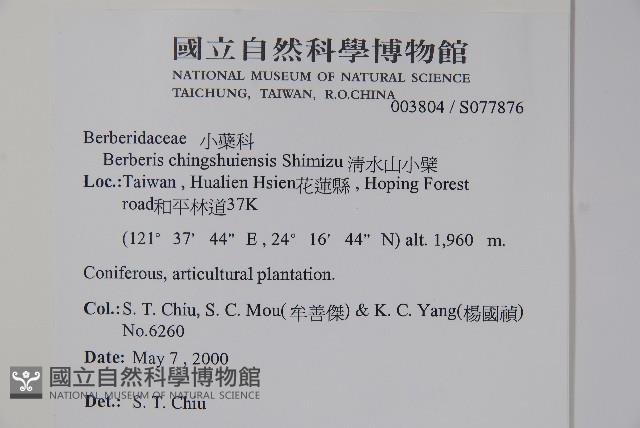 國立自然科學博物館
NATIONAL MUSEUM OF NATURAL SCIENCE
TAICHUNG, TAIWAN, R.O.CHINA
003804 / S077876
Berberidaceae 小蘗科
Berberis chingshuiensis Shimizu 清水山小檗
Loc.:Taiwan , Hualien Hsien花蓮縣 , Hoping Forest
road和平林道37K
(121° 37' 44" E , 24° 16' 44" N) alt. 1,960 m.
Coniferous, articultural plantation.
Col.: S. T. Chiu, S. C. Mou(牟善傑) & K. C. Yang(楊國禎)
No.6260
Date: May 7 , 2000
國立自然科學博物館
NATIONAL MUSEUM OF NATURAL SCIENCE
Det.: S. T. Chiu